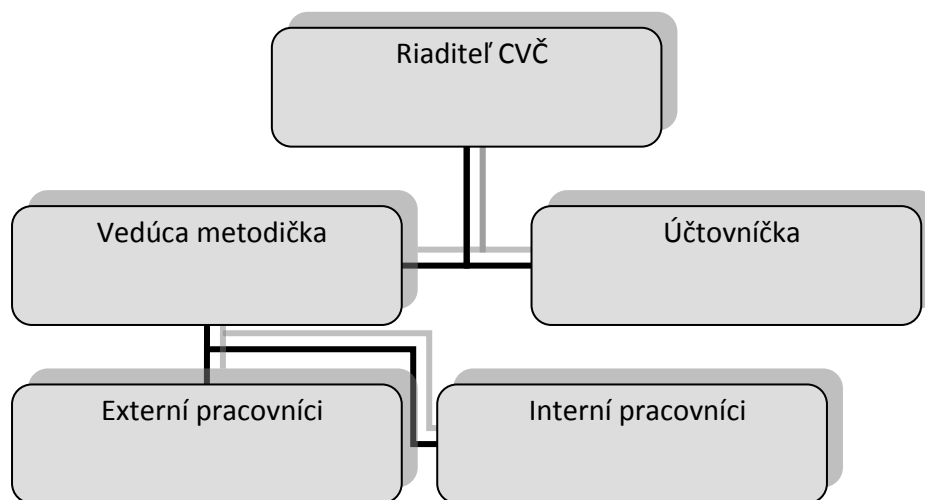 Riaditeľ CVČ
Vedúca metodička
Účtovníčka
Externí pracovníci
Interní pracovníci